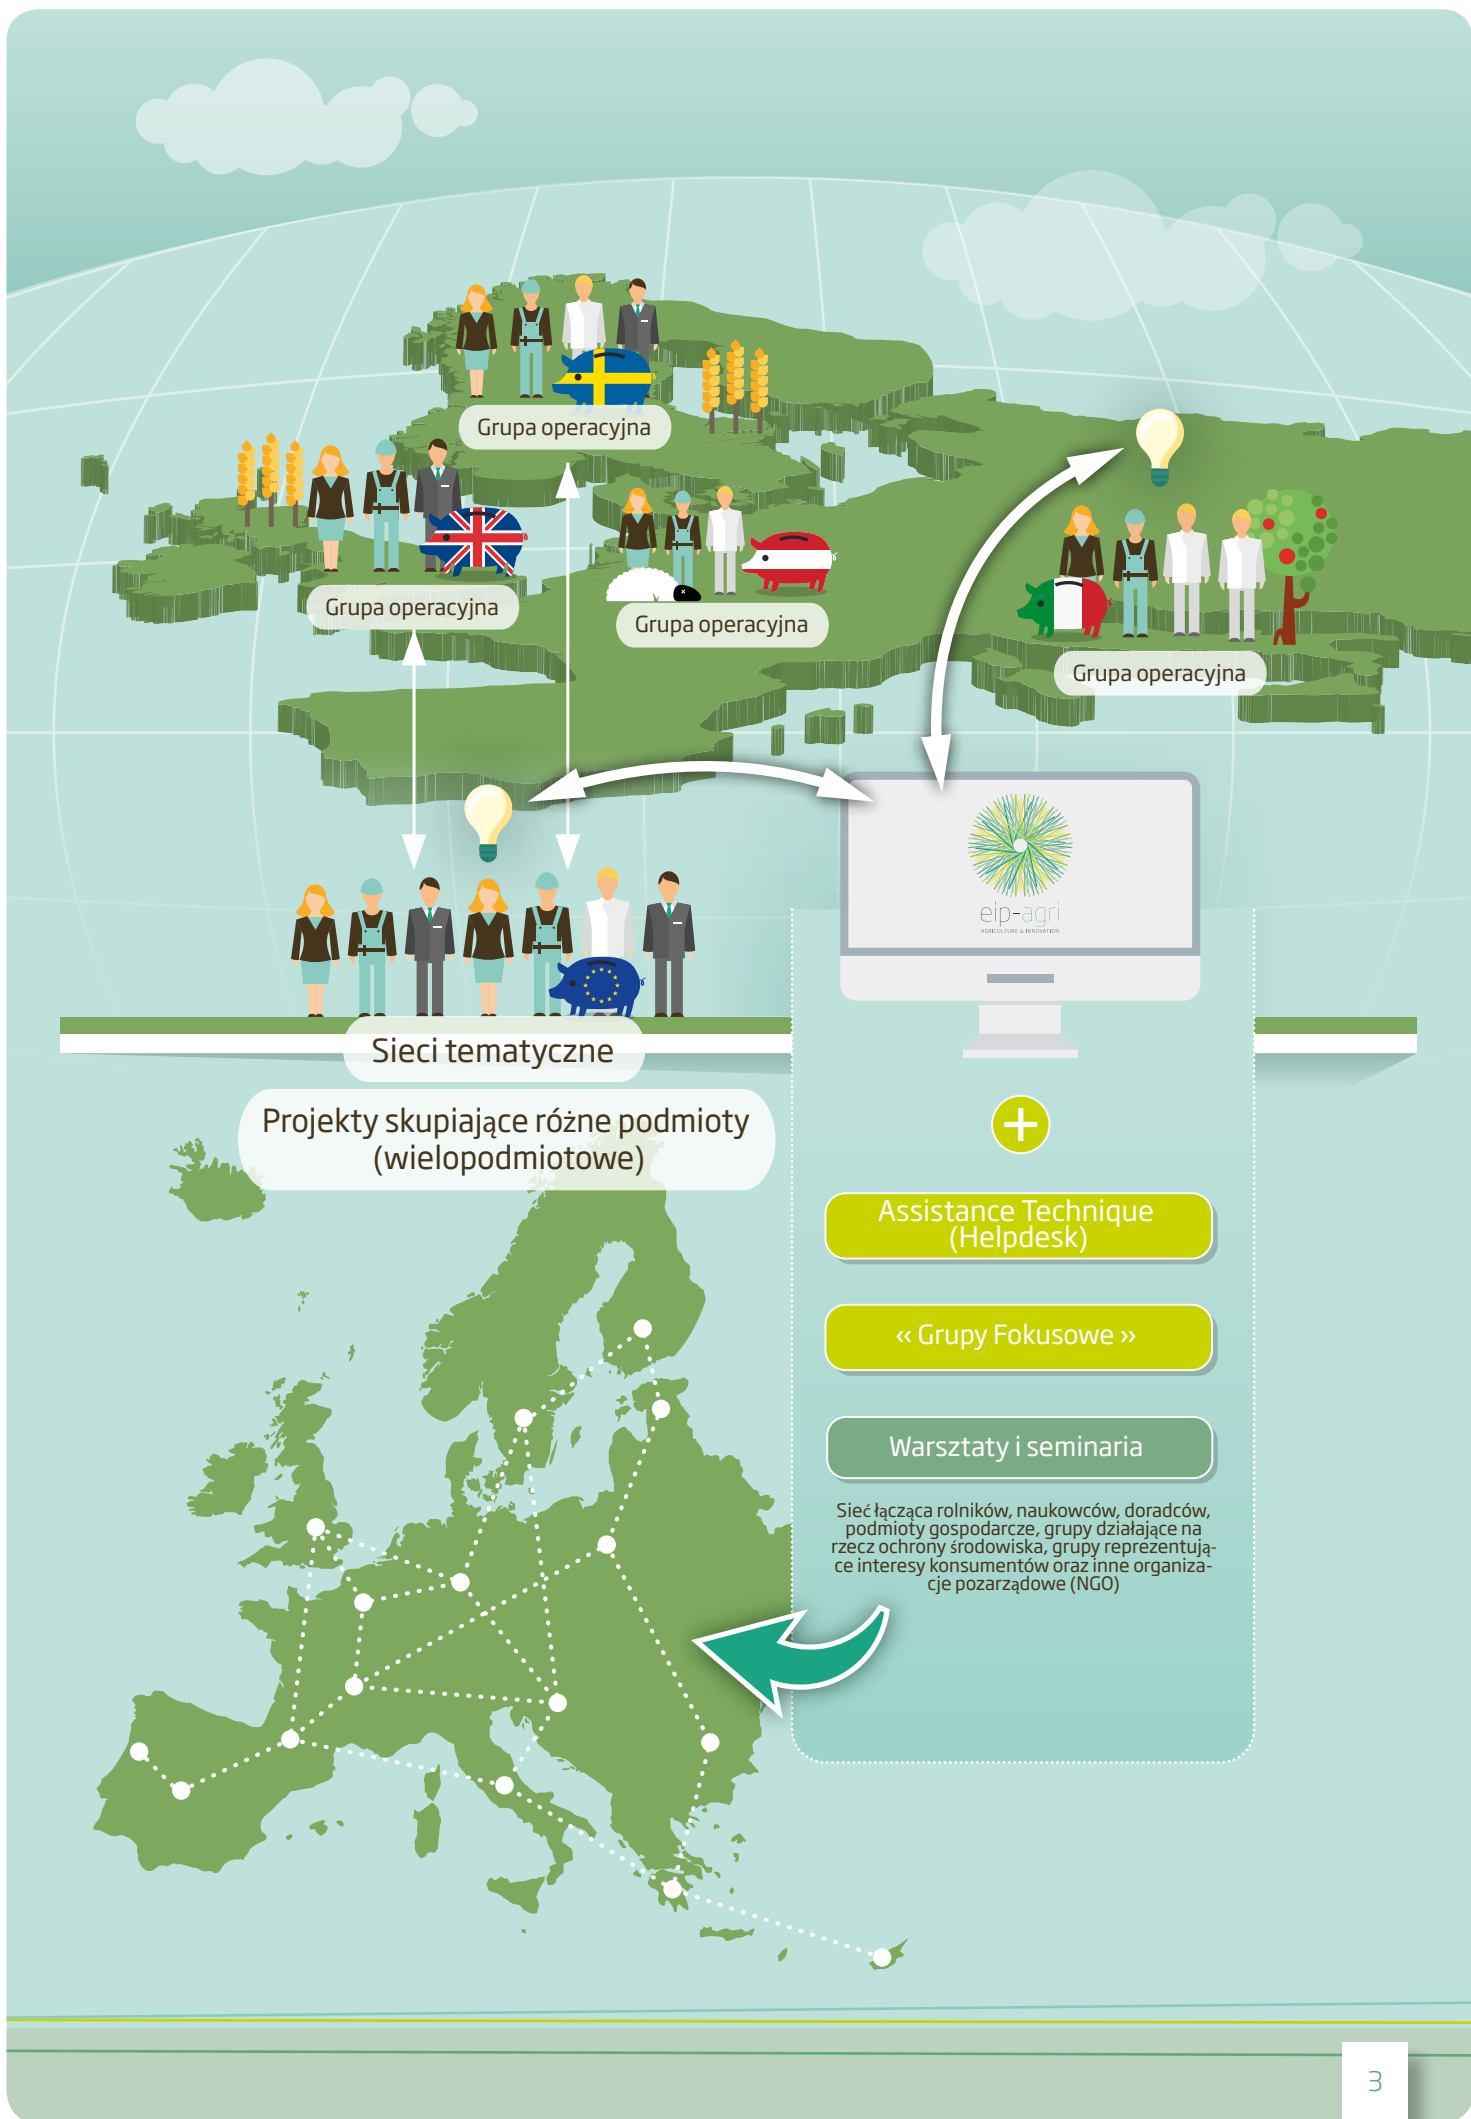 Grupa operacyjna
Grupa operacyjna
Grupa operacyjna
Grupa operacyjna
eip-agri
AGRICULTURE & INNOVATION
Sieci tematyczne
Projekty skupiające różne podmioty
(wielopodmiotowe)
+
Assistance Technique
(Helpdesk)
« Grupy Fokusowe »
Warsztaty i seminaria
Sieć łącząca rolników, naukowców, doradców,
podmioty gospodarcze, grupy działające na
rzecz ochrony środowiska, grupy reprezentują-
ce interesy konsumentów oraz inne organiza-
cje pozarządowe (NGO)
3